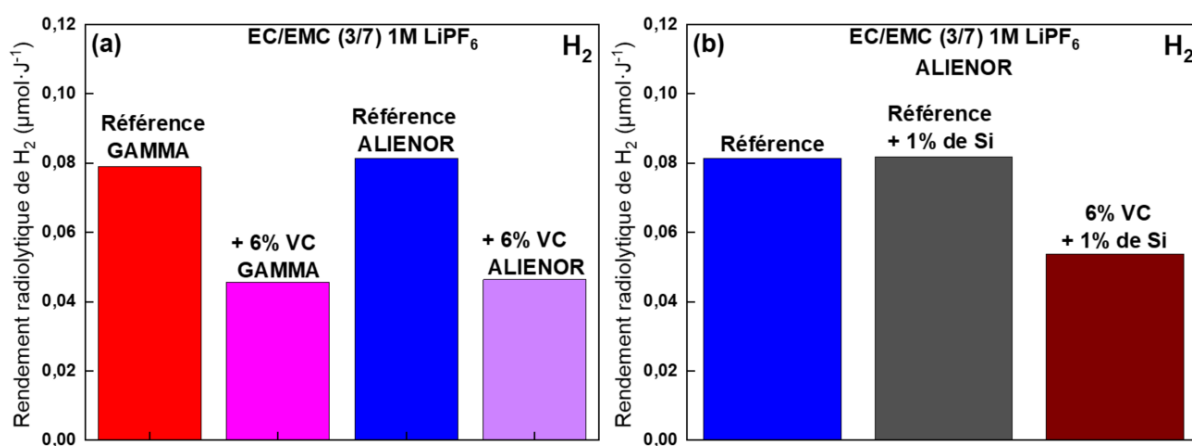 (a)
EC/EMC (3/7) 1M LiPF₆
H₂
Rendement radiolytique de H₂ (µmol·J⁻¹)
0,12
0,10
0,08
0,06
0,04
0,02
0,00
Référence
GAMMA
+ 6% VC
GAMMA
Référence
ALIENOR
+ 6% VC
ALIENOR
(b)
EC/EMC (3/7) 1M LiPF₆
ALIENOR
H₂
Rendement radiolytique de H₂ (µmol·J⁻¹)
0,12
0,10
0,08
0,06
0,04
0,02
0,00
Référence
Référence
+ 1% de Si
6% VC
+ 1% de Si